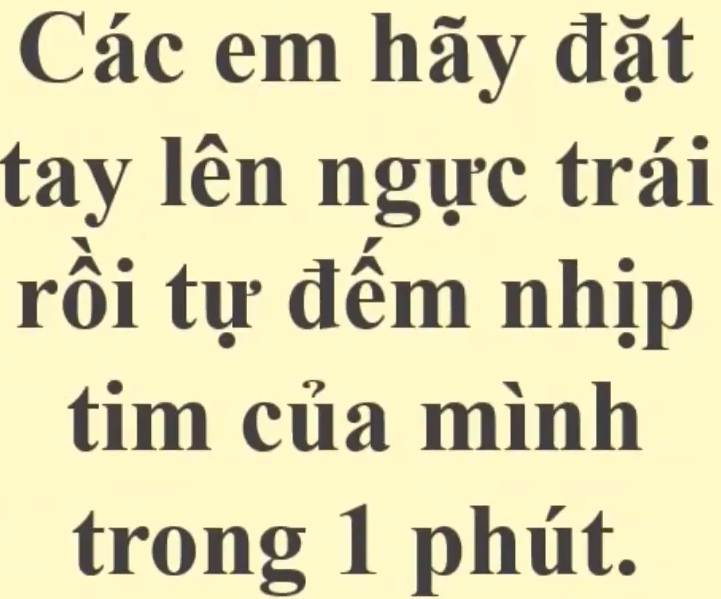 Các em hãy đặt
tay lên ngực trái
rồi tự đếm nhịp
tim của mình
trong 1 phút.